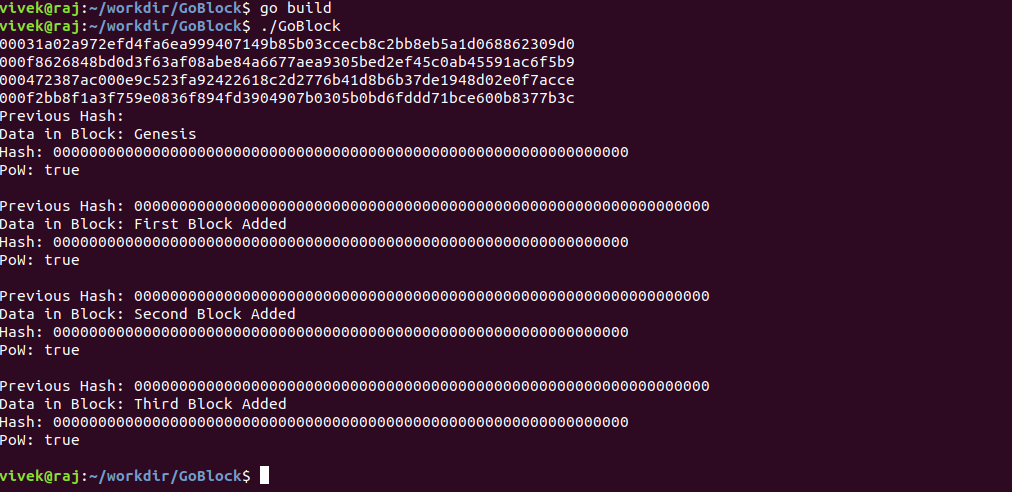 vivek@raj:~/workdir/GoBlock$ go build
vivek@raj:~/workdir/GoBlock$ ./GoBlock
00031a02a972efd4fa6ea999407149b85b03ccecb8c2bb8eb5a1d068862309d0
000f8626848bd0d3f63af08abe84a6677aea9305bed2ef45c0ab45591ac6f5b9
000472387ac000e9c523fa92422618c2d2776b41d8b6b37de1948d02e0f7acce
000f2bb8f1a3f759e0836f894fd3904907b0305b0bd6fddd71bce600b8377b3c
Previous Hash:
Data in Block: Genesis
Hash: 0000000000000000000000000000000000000000000000000000000000000000
PoW: true
Previous Hash: 0000000000000000000000000000000000000000000000000000000000000000
Data in Block: First Block Added
Hash: 0000000000000000000000000000000000000000000000000000000000000000
PoW: true
Previous Hash: 0000000000000000000000000000000000000000000000000000000000000000
Data in Block: Second Block Added
Hash: 0000000000000000000000000000000000000000000000000000000000000000
PoW: true
Previous Hash: 0000000000000000000000000000000000000000000000000000000000000000
Data in Block: Third Block Added
Hash: 0000000000000000000000000000000000000000000000000000000000000000
PoW: true
vivek@raj:~/workdir/GoBlock$